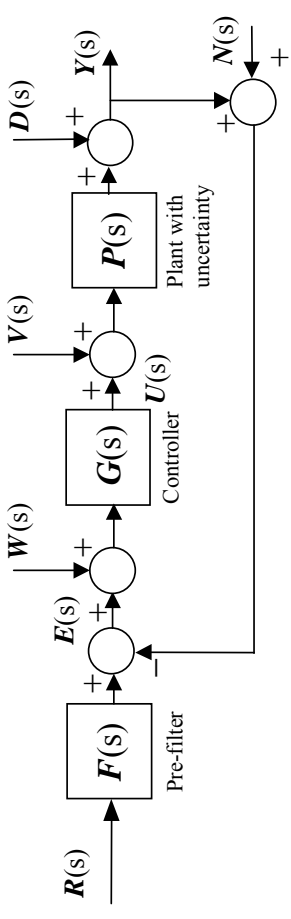 R(s)
F(s)
Pre-filter
+
−
E(s)
+
W(s)
+
G(s)
Controller
U(s)
+
V(s)
+
P(s)
Plant with
uncertainty
+
D(s)
+
Y(s)
N(s)
+
+